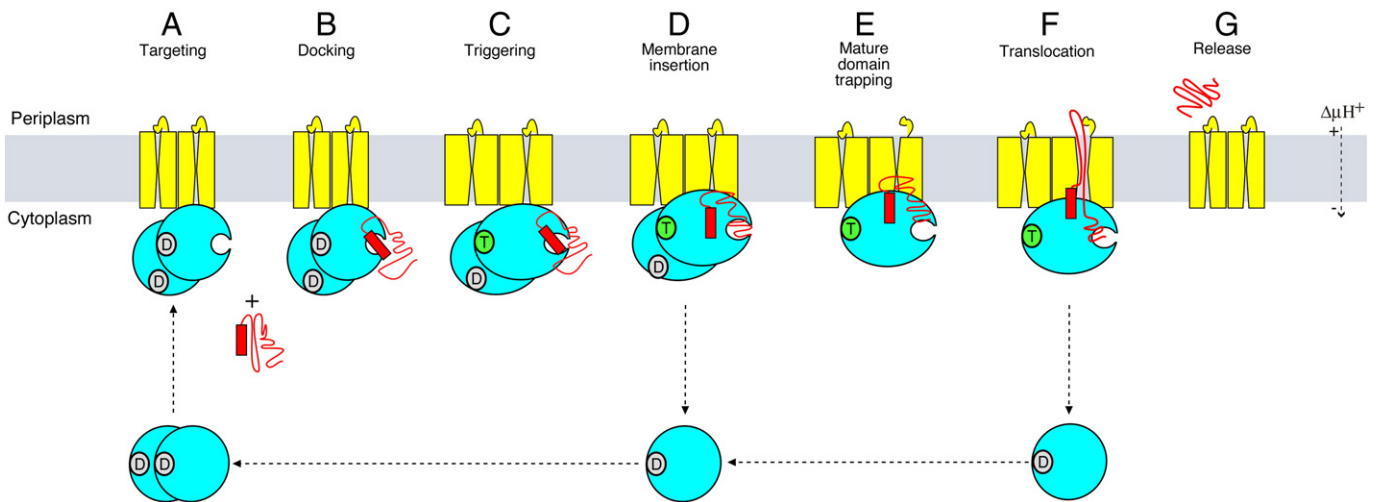 A B C D E F G
Targeting Docking Triggering Membrane Mature Translocation Release
insertion domain
trapping
Periplasm
ΔμH+
+
Cytoplasm
-
D D T T T T
D D D D
+
D D D D